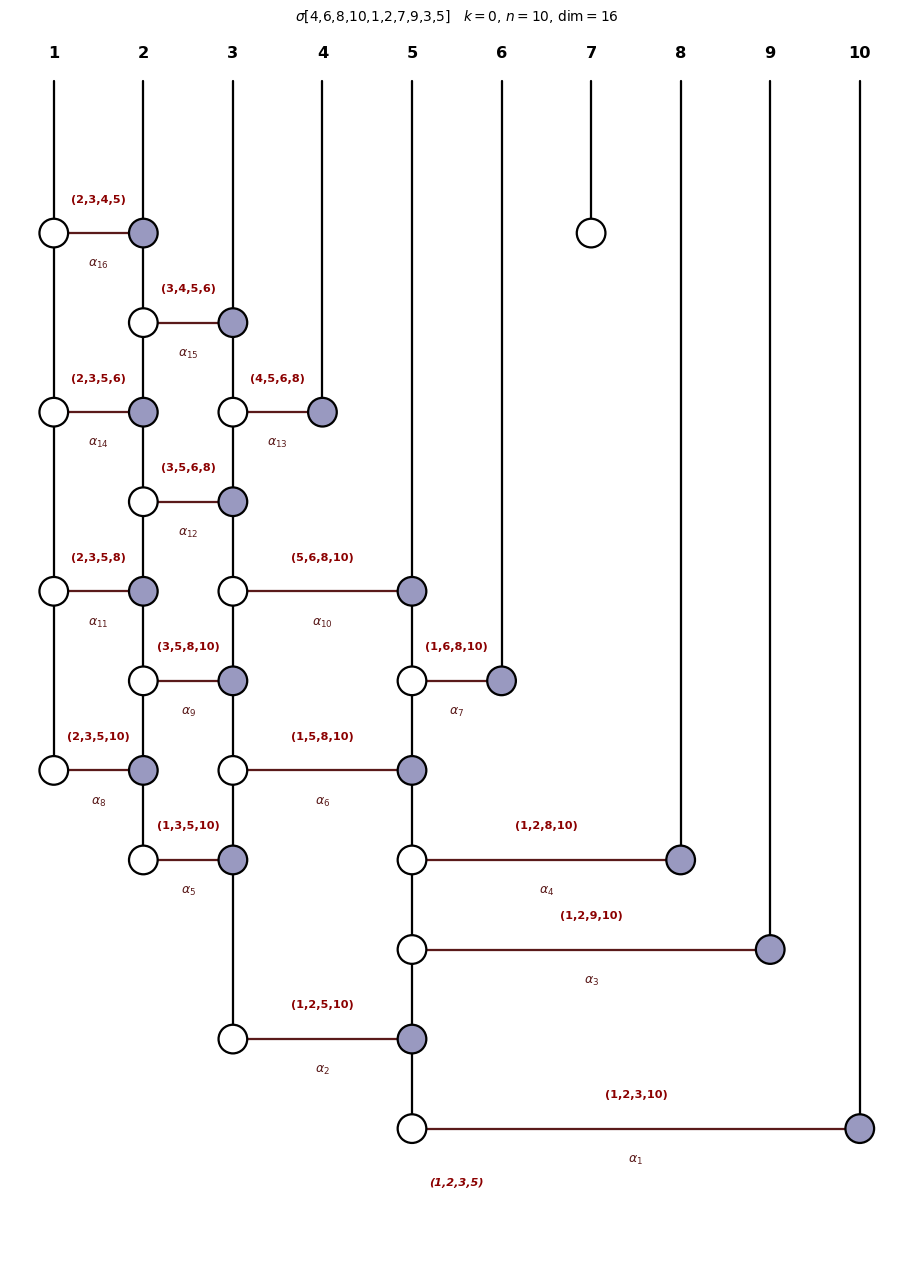 σ[4,6,8,10,1,2,7,9,3,5]   k=0, n=10, dim=16
1 2 3 4 5 6 7 8 9 10
(2,3,4,5)
α16
(3,4,5,6)
α15
(2,3,5,6) (4,5,6,8)
α14 α13
(3,5,6,8)
α12
(2,3,5,8) (5,6,8,10)
α11 α10
(3,5,8,10) (1,6,8,10)
α9 α7
(2,3,5,10) (1,5,8,10)
α8 α6
(1,3,5,10) (1,2,8,10)
α5 α4
(1,2,9,10)
α3
(1,2,5,10)
α2
(1,2,3,10)
α1
(1,2,3,5)